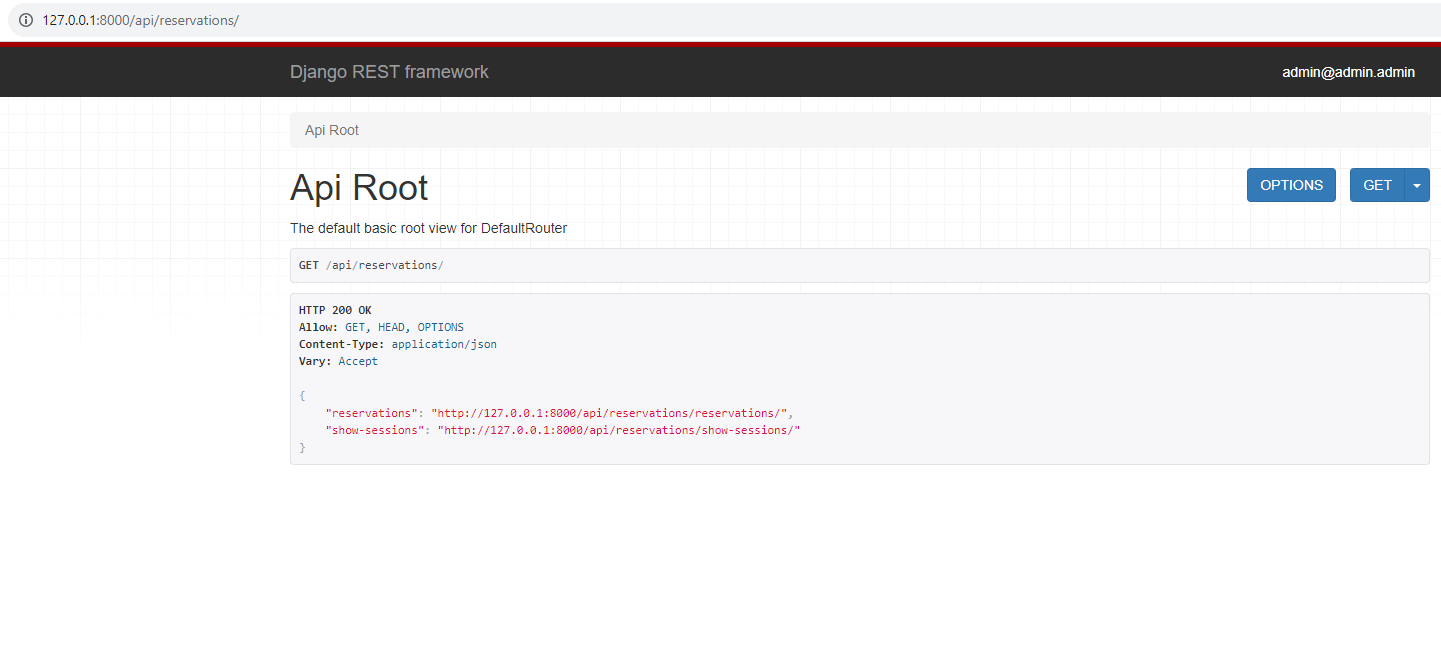 127.0.0.1:8000/api/reservations/
Django REST framework admin@admin.admin
Api Root
Api Root OPTIONS GET
The default basic root view for DefaultRouter
GET /api/reservations/
HTTP 200 OK
Allow: GET, HEAD, OPTIONS
Content-Type: application/json
Vary: Accept
{
    "reservations": "http://127.0.0.1:8000/api/reservations/reservations/",
    "show-sessions": "http://127.0.0.1:8000/api/reservations/show-sessions/"
}